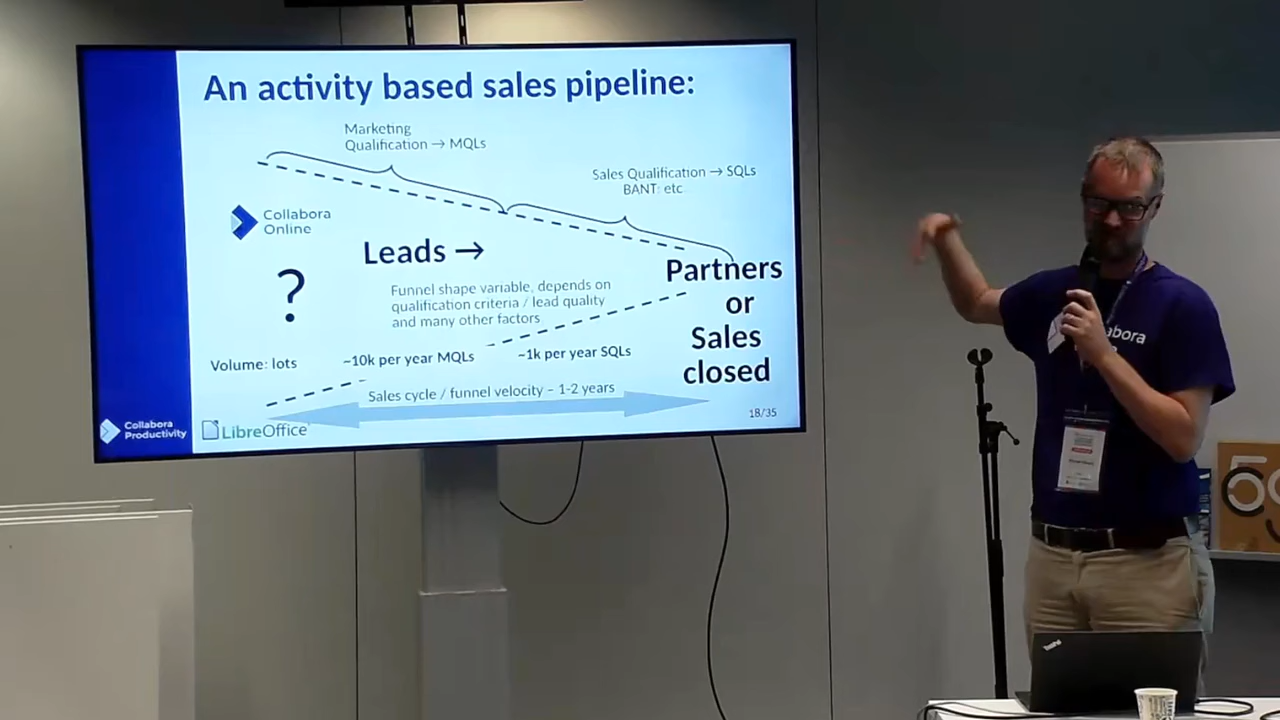 An activity based sales pipeline:
Marketing
Qualification → MQLs
Sales Qualification → SQLs
BANT: etc
Collabora
Online
Leads →
?
Funnel shape variable, depends on
qualification criteria / lead quality
and many other factors
Partners
or
Sales
closed
Volume: lots
~10k per year MQLs
~1k per year SQLs
Sales cycle / funnel velocity – 1-2 years
18/35
Collabora
Productivity
LibreOffice